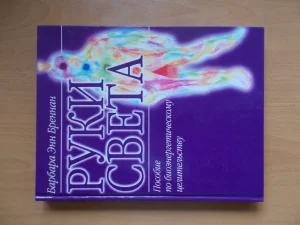 Барбара Энн Бреннан
РУКИ
СВЕТА
Пособие
по биоэнергетическому
целительству